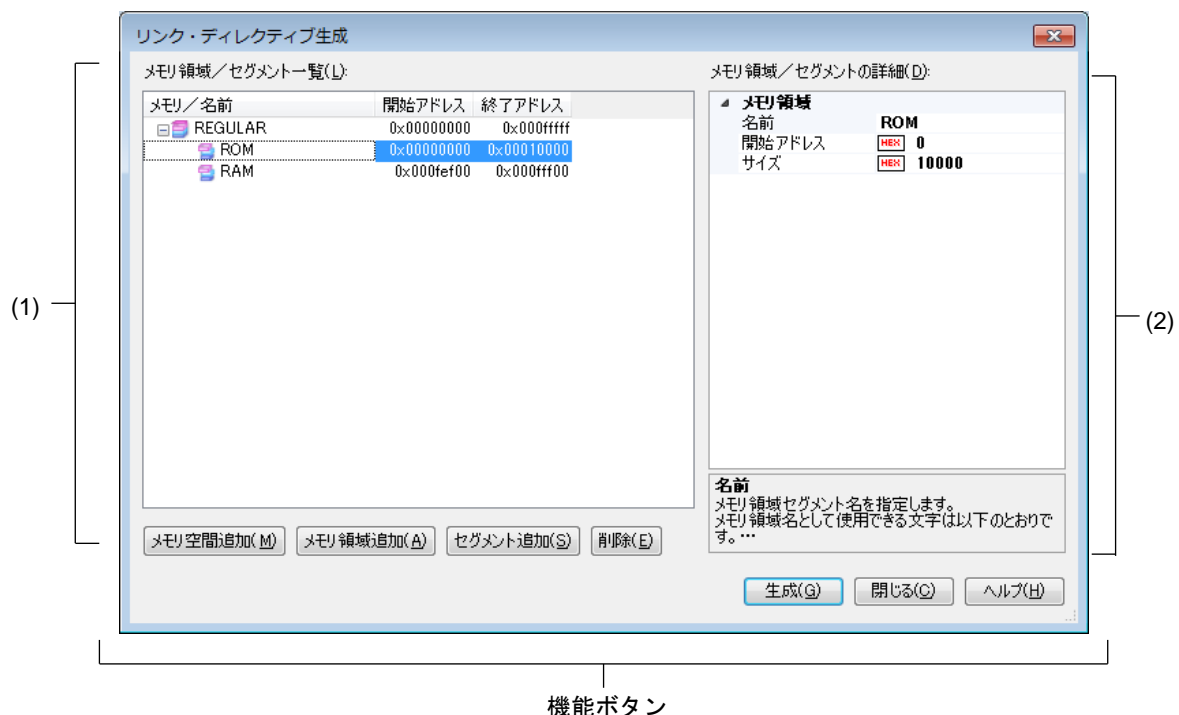 リンク・ディレクティブ生成
メモリ領域／セグメント一覧(L):
メモリ／名前 開始アドレス 終了アドレス
REGULAR 0x00000000 0x000fffff
ROM 0x00000000 0x00010000
RAM 0x000fef00 0x000fff00
メモリ空間追加(M) メモリ領域追加(A) セグメント追加(S) 削除(E)
メモリ領域／セグメントの詳細(D):
メモリ領域
名前 ROM
開始アドレス HEX 0
サイズ HEX 10000
名前
メモリ領域セグメント名を指定します。
メモリ領域名として使用できる文字は以下のとおりで
す。…
生成(G) 閉じる(C) ヘルプ(H)
(1)
(2)
機能ボタン